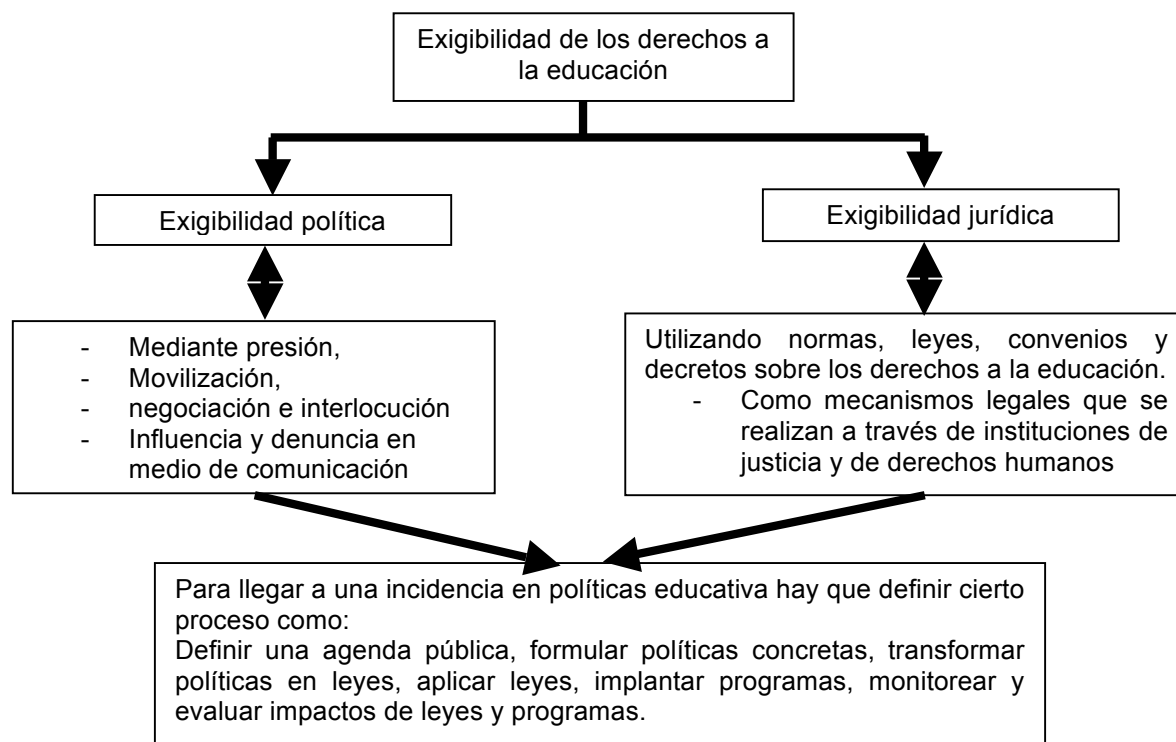 Exigibilidad de los derechos a
la educación
Exigibilidad política
Exigibilidad jurídica
- Mediante presión,
- Movilización,
- negociación e interlocución
- Influencia y denuncia en
medio de comunicación
Utilizando normas, leyes, convenios y
decretos sobre los derechos a la educación.
- Como mecanismos legales que se
realizan a través de instituciones de
justicia y de derechos humanos
Para llegar a una incidencia en políticas educativa hay que definir cierto
proceso como:
Definir una agenda pública, formular políticas concretas, transformar
políticas en leyes, aplicar leyes, implantar programas, monitorear y
evaluar impactos de leyes y programas.